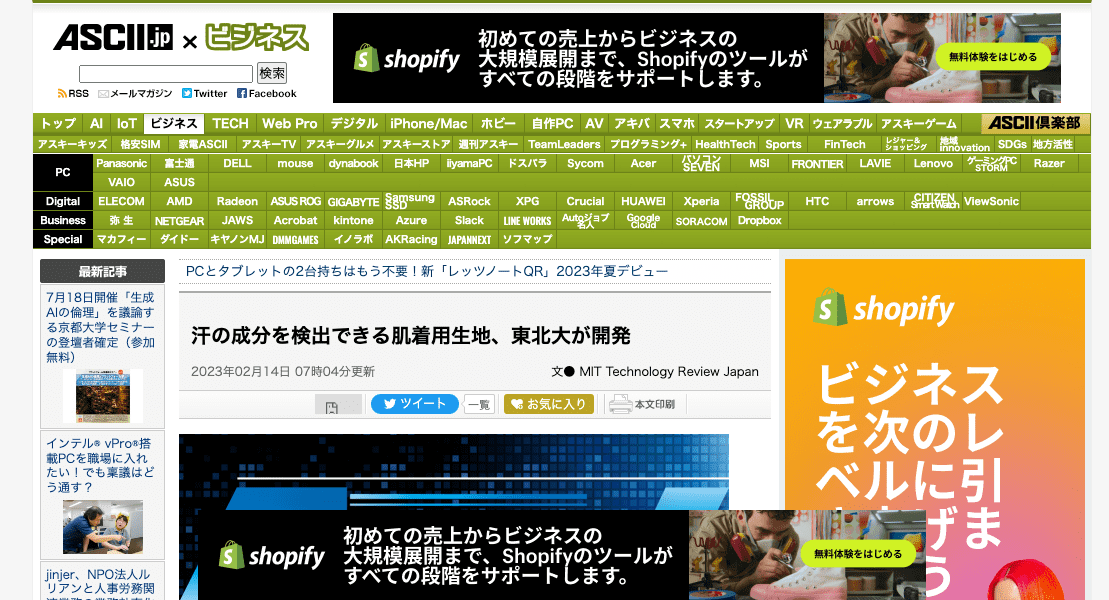 ASCII.jp × ビジネス
検索
RSS メールマガジン Twitter Facebook
shopify
初めての売上からビジネスの
大規模展開まで、Shopifyのツールが
すべての段階をサポートします。
無料体験をはじめる
トップ AI IoT ビジネス TECH Web Pro デジタル iPhone/Mac ホビー 自作PC AV アキバ スマホ スタートアップ VR ウェアラブル アスキーゲーム ASCII倶楽部
アスキーキッズ 格安SIM 家電ASCII アスキーTV アスキーグルメ アスキーストア 週刊アスキー TeamLeaders プログラミング+ HealthTech Sports FinTech レジャー&ショッピング 地域innovation SDGs 地方活性
PC Panasonic 富士通 DELL mouse dynabook 日本HP iiyamaPC ドスパラ Sycom Acer パソコンSEVEN MSI FRONTIER LAVIE Lenovo ゲーミングPC STORM Razer
VAIO ASUS
Digital ELECOM AMD Radeon ASUS ROG GIGABYTE Samsung SSD ASRock XPG Crucial HUAWEI Xperia FOSSIL GROUP HTC arrows CITIZEN SmartWatch ViewSonic
Business 弥生 NETGEAR JAWS Acrobat kintone Azure Slack LINE WORKS Autoジョブ名人 Google Cloud SORACOM Dropbox
Special マカフィー ダイドー キヤノンMJ DMMGAMES イノラボ AKRacing JAPANNEXT ソフマップ
最新記事
7月18日開催「生成
AIの倫理」を議論す
る京都大学セミナー
の登壇者確定（参加
無料）
インテル® vPro®搭
載PCを職場に入れ
たい！でも稟議はど
う通す？
jinjer、NPO法人ル
リアンと人事労務関
PCとタブレットの2台持ちはもう不要！新「レッツノートQR」2023年夏デビュー
汗の成分を検出できる肌着用生地、東北大が開発
2023年02月14日 07時04分更新
文● MIT Technology Review Japan
ツイート 一覧 お気に入り 本文印刷
shopify
初めての売上からビジネスの
大規模展開まで、Shopifyのツールが
すべての段階をサポートします。
無料体験をはじめる
shopify
ビジネス
を次のレ
ベルに引
げま
う